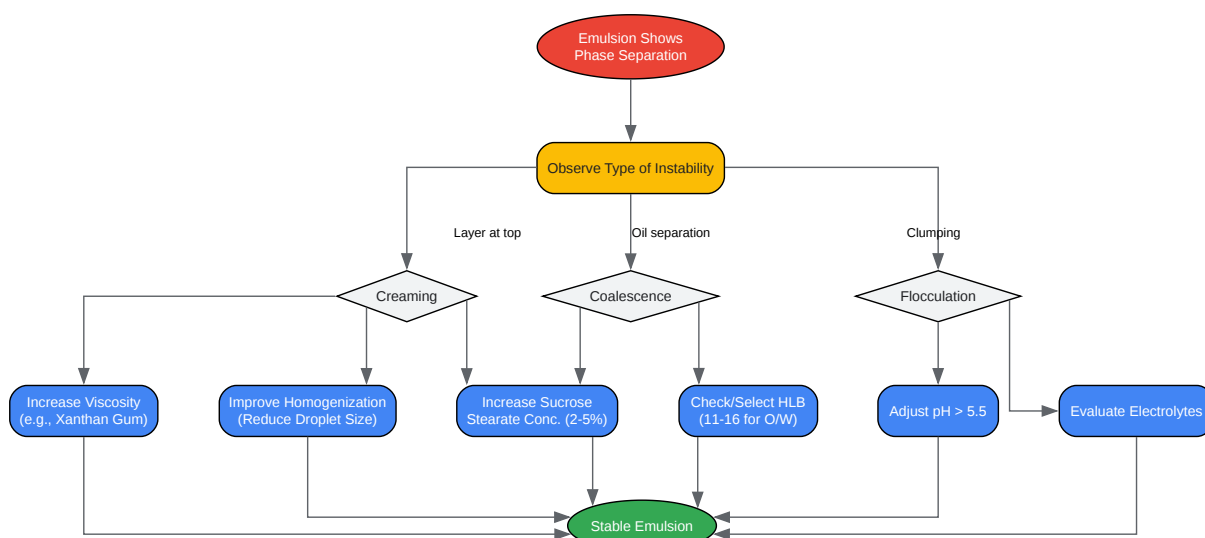 Emulsion Shows
Phase Separation
Observe Type of Instability
Layer at top
Oil separation
Clumping
Creaming
Coalescence
Flocculation
Increase Viscosity
(e.g., Xanthan Gum)
Improve Homogenization
(Reduce Droplet Size)
Increase Sucrose
Stearate Conc. (2-5%)
Check/Select HLB
(11-16 for O/W)
Adjust pH > 5.5
Evaluate Electrolytes
Stable Emulsion